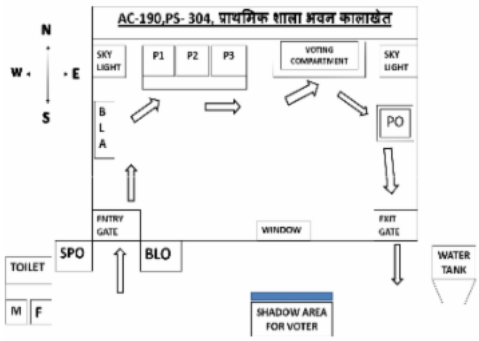 AC-190,PS- 304, प्राथमिक शाला भवन कालाखेत
N
W
E
S
SKY
LIGHT
P1
P2
P3
VOTING
COMPARTMENT
SKY
LIGHT
B
L
A
PO
ENTRY
GATE
WINDOW
EXIT
GATE
SPO
BLO
TOILET
M
F
WATER
TANK
SHADOW AREA
FOR VOTER